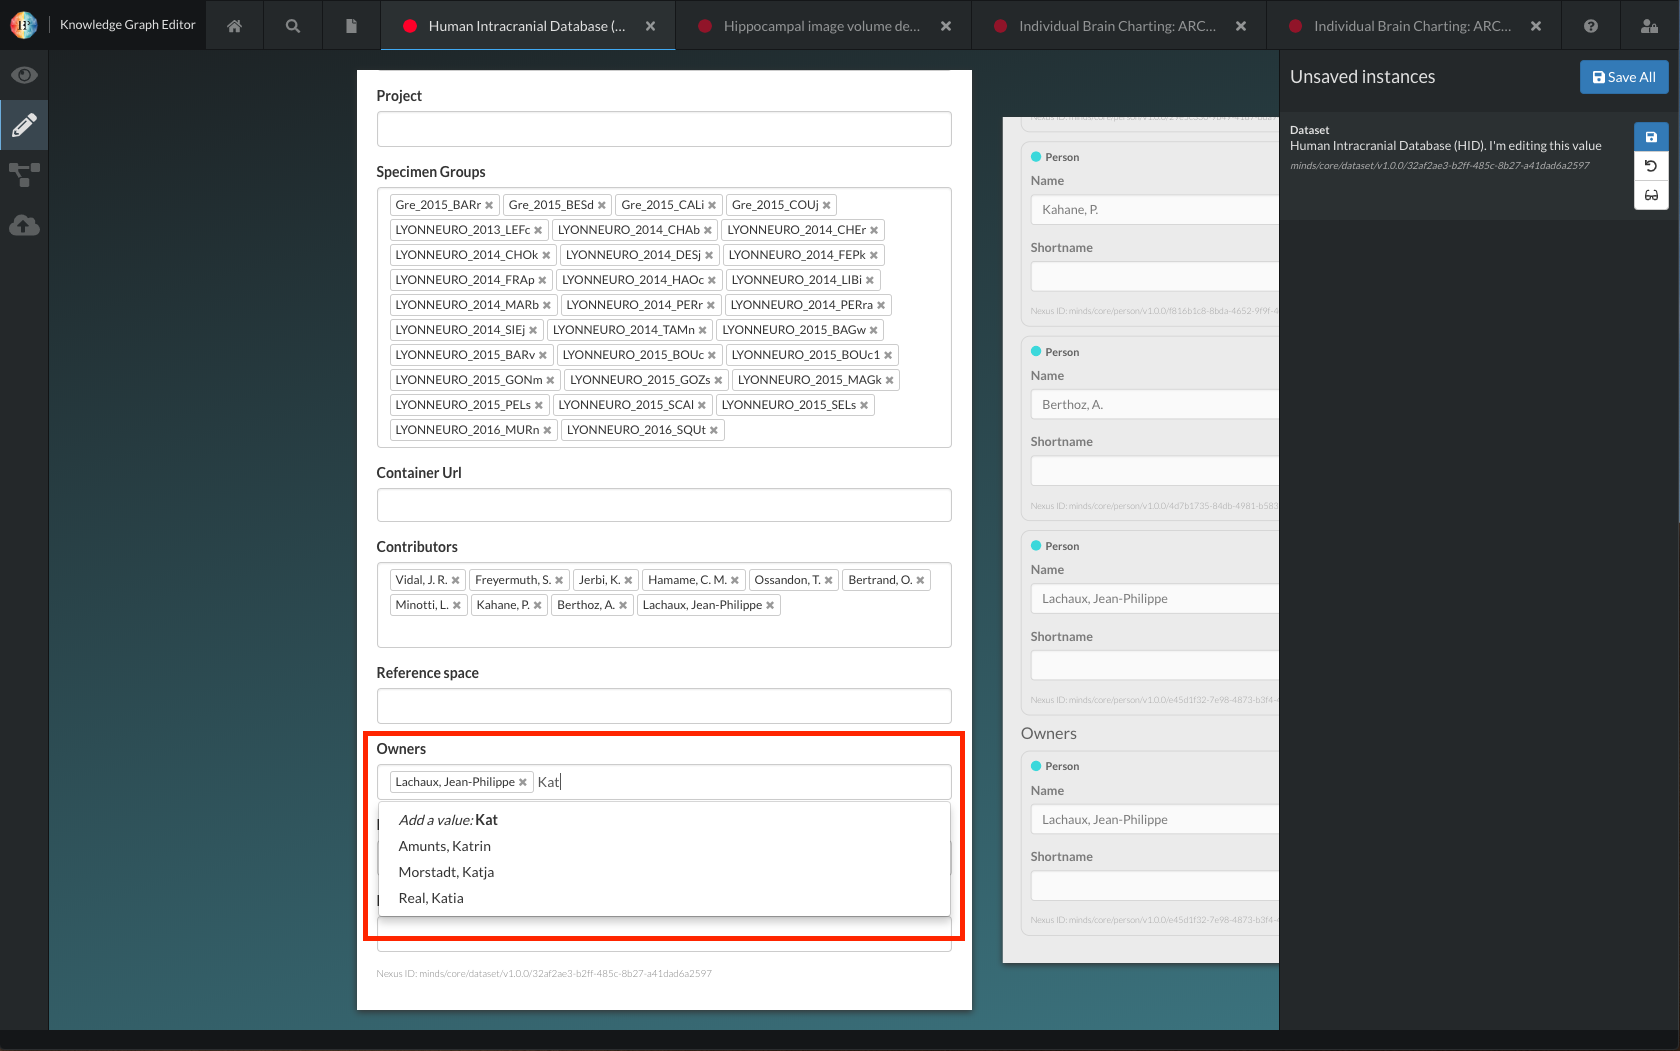 Knowledge Graph Editor
Human Intracranial Database (...
Hippocampal image volume de...
Individual Brain Charting: ARC...
Individual Brain Charting: ARC...
Project
Specimen Groups
Gre_2015_BARr Gre_2015_BESd Gre_2015_CALi Gre_2015_COUj
LYONNEURO_2013_LEFc LYONNEURO_2014_CHAb LYONNEURO_2014_CHEr
LYONNEURO_2014_CHOk LYONNEURO_2014_DESj LYONNEURO_2014_FEPk
LYONNEURO_2014_FRAp LYONNEURO_2014_HAOc LYONNEURO_2014_LIBi
LYONNEURO_2014_MARb LYONNEURO_2014_PERr LYONNEURO_2014_PERra
LYONNEURO_2014_SIEj LYONNEURO_2014_TAMn LYONNEURO_2015_BAGw
LYONNEURO_2015_BARv LYONNEURO_2015_BOUc LYONNEURO_2015_BOUc1
LYONNEURO_2015_GONm LYONNEURO_2015_GOZs LYONNEURO_2015_MAGk
LYONNEURO_2015_PELs LYONNEURO_2015_SCAl LYONNEURO_2015_SELs
LYONNEURO_2016_MURn LYONNEURO_2016_SQUt
Container Url
Contributors
Vidal, J. R. Freyermuth, S. Jerbi, K. Hamame, C. M. Ossandon, T. Bertrand, O.
Minotti, L. Kahane, P. Berthoz, A. Lachaux, Jean-Philippe
Reference space
Owners
Lachaux, Jean-Philippe Kat
Add a value: Kat
Amunts, Katrin
Morstadt, Katja
Real, Katia
Nexus ID: minds/core/dataset/v1.0.0/32af2ae3-b2ff-485c-8b27-a41dad6a2597
Person
Name
Kahane, P.
Shortname
Nexus ID: minds/core/person/v1.0.0/f816b1c8-8bda-4652-9f9f-4
Person
Name
Berthoz, A.
Shortname
Nexus ID: minds/core/person/v1.0.0/4d7b1735-84db-4981-b583
Person
Name
Lachaux, Jean-Philippe
Shortname
Nexus ID: minds/core/person/v1.0.0/e45d1f32-7e98-4873-b3f4-
Owners
Person
Name
Lachaux, Jean-Philippe
Shortname
Nexus ID: minds/core/person/v1.0.0/e45d1f32-7e98-4873-b3f4-
Unsaved instances
Save All
Dataset
Human Intracranial Database (HID). I'm editing this value
minds/core/dataset/v1.0.0/32af2ae3-b2ff-485c-8b27-a41dad6a2597